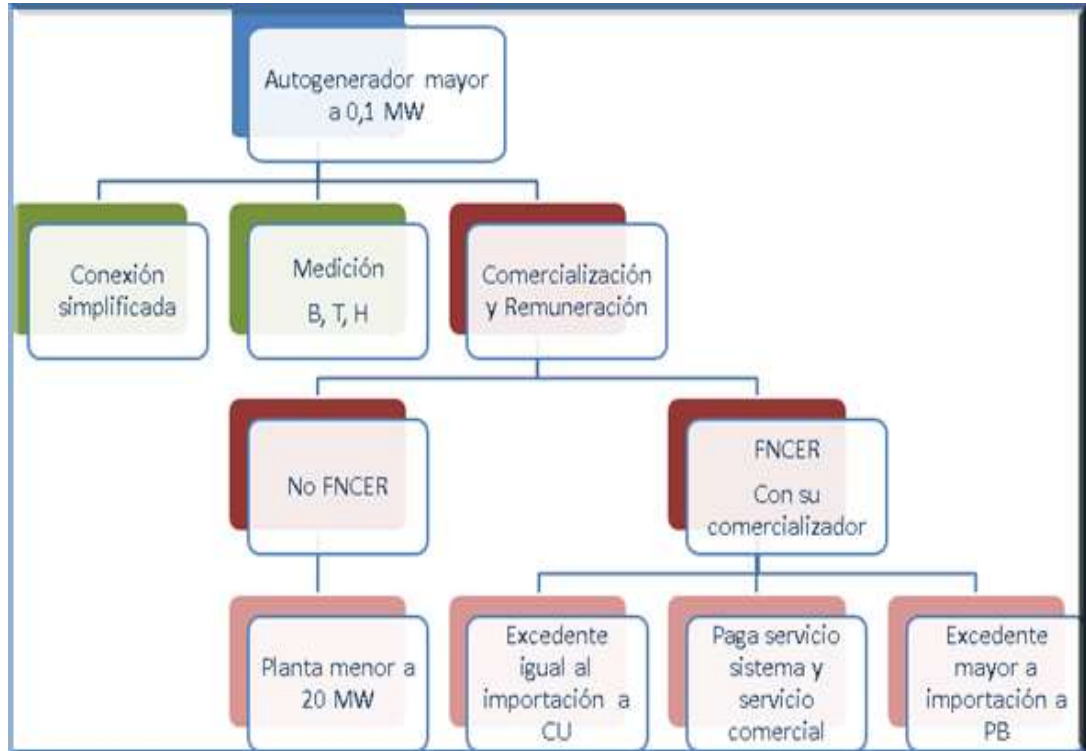 Autogenerador mayor
a 0,1 MW
Conexión
simplificada
Medición
B, T, H
Comercialización
y Remuneración
No FNCER
FNCER
Con su
comercializador
Planta menor a
20 MW
Excedente
igual al
importación a
CU
Paga servicio
sistema y
servicio
comercial
Excedente
mayor a
importación a
PB